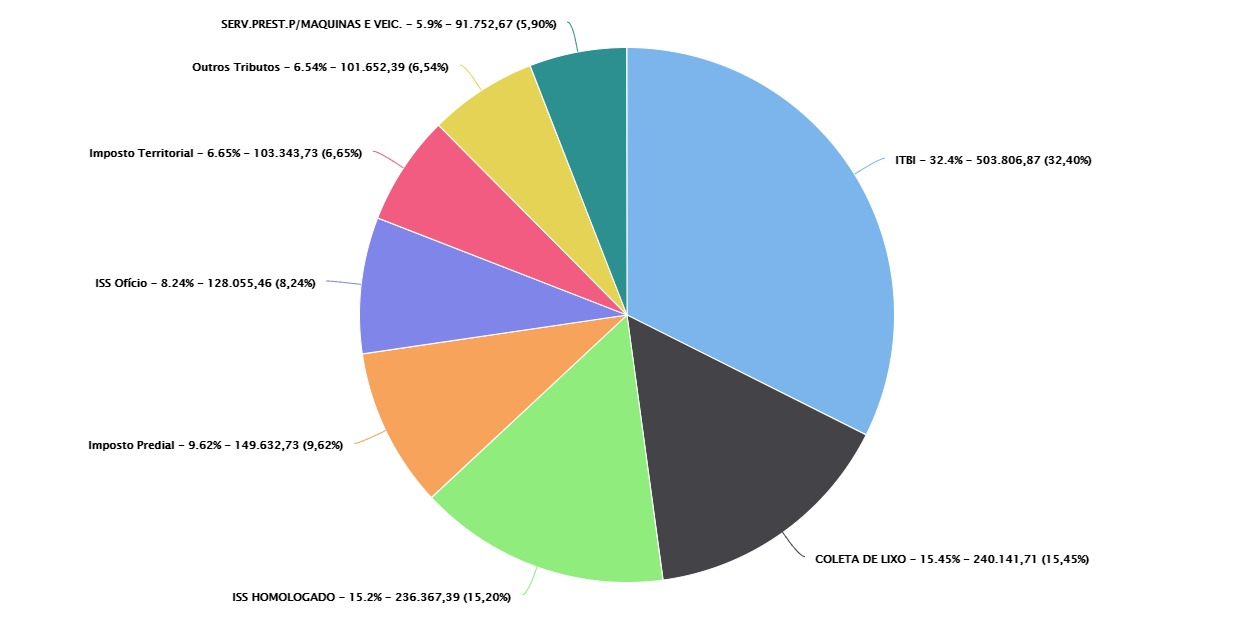 SERV.PREST.P/MAQUINAS E VEIC. - 5.9% - 91.752,67 (5,90%)
Outros Tributos - 6.54% - 101.652,39 (6,54%)
Imposto Territorial - 6.65% - 103.343,73 (6,65%)
ITBI - 32.4% - 503.806,87 (32,40%)
ISS Ofício - 8.24% - 128.055,46 (8,24%)
Imposto Predial - 9.62% - 149.632,73 (9,62%)
COLETA DE LIXO - 15.45% - 240.141,71 (15,45%)
ISS HOMOLOGADO - 15.2% - 236.367,39 (15,20%)